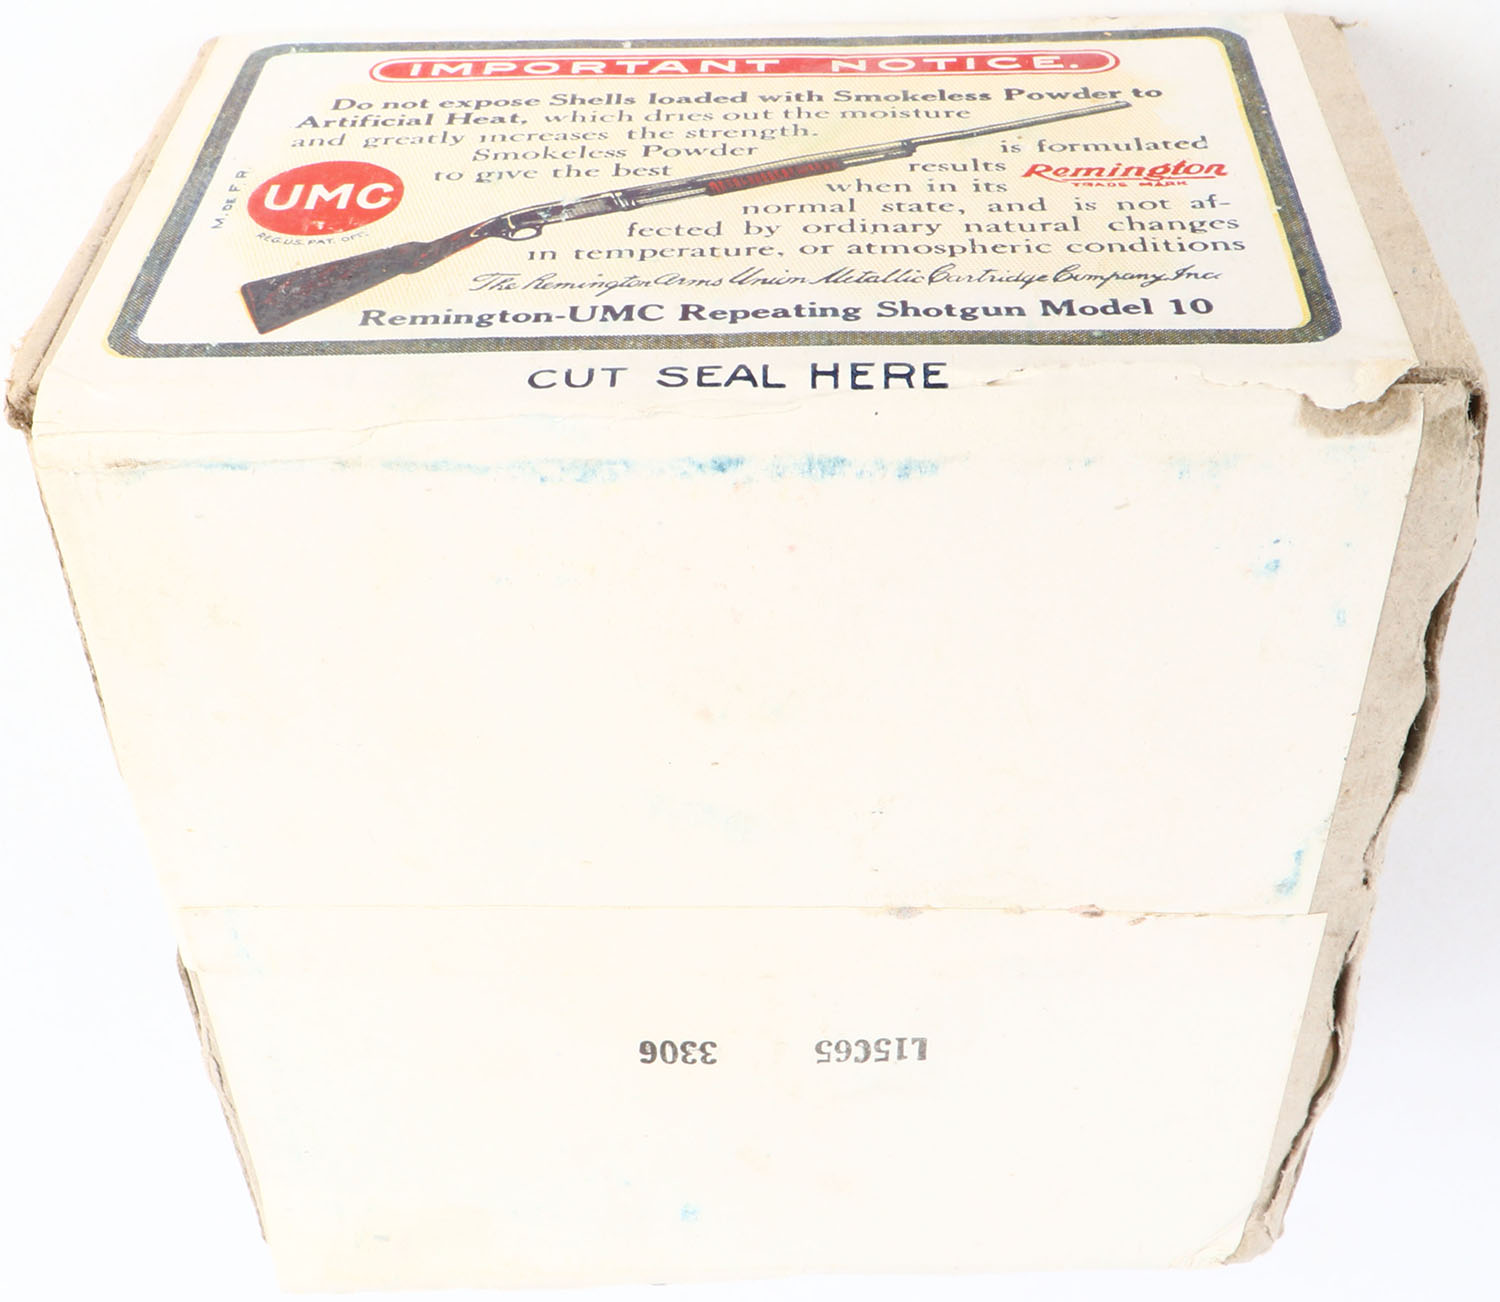 IMPORTANT NOTICE.
Do not expose Shells loaded with Smokeless Powder to
Artificial Heat, which dries out the moisture
and greatly increases the strength.
Smokeless Powder is formulated
to give the best results
when in its
normal state, and is not af-
fected by ordinary natural changes
in temperature, or atmospheric conditions
Remington
TRADE MARK
UMC
REG.U.S. PAT. OFF.
M. DE F. R.
The Remington Arms Union Metallic Cartridge Company, Inc.
Remington-UMC Repeating Shotgun Model 10
CUT SEAL HERE
L15C65 3306